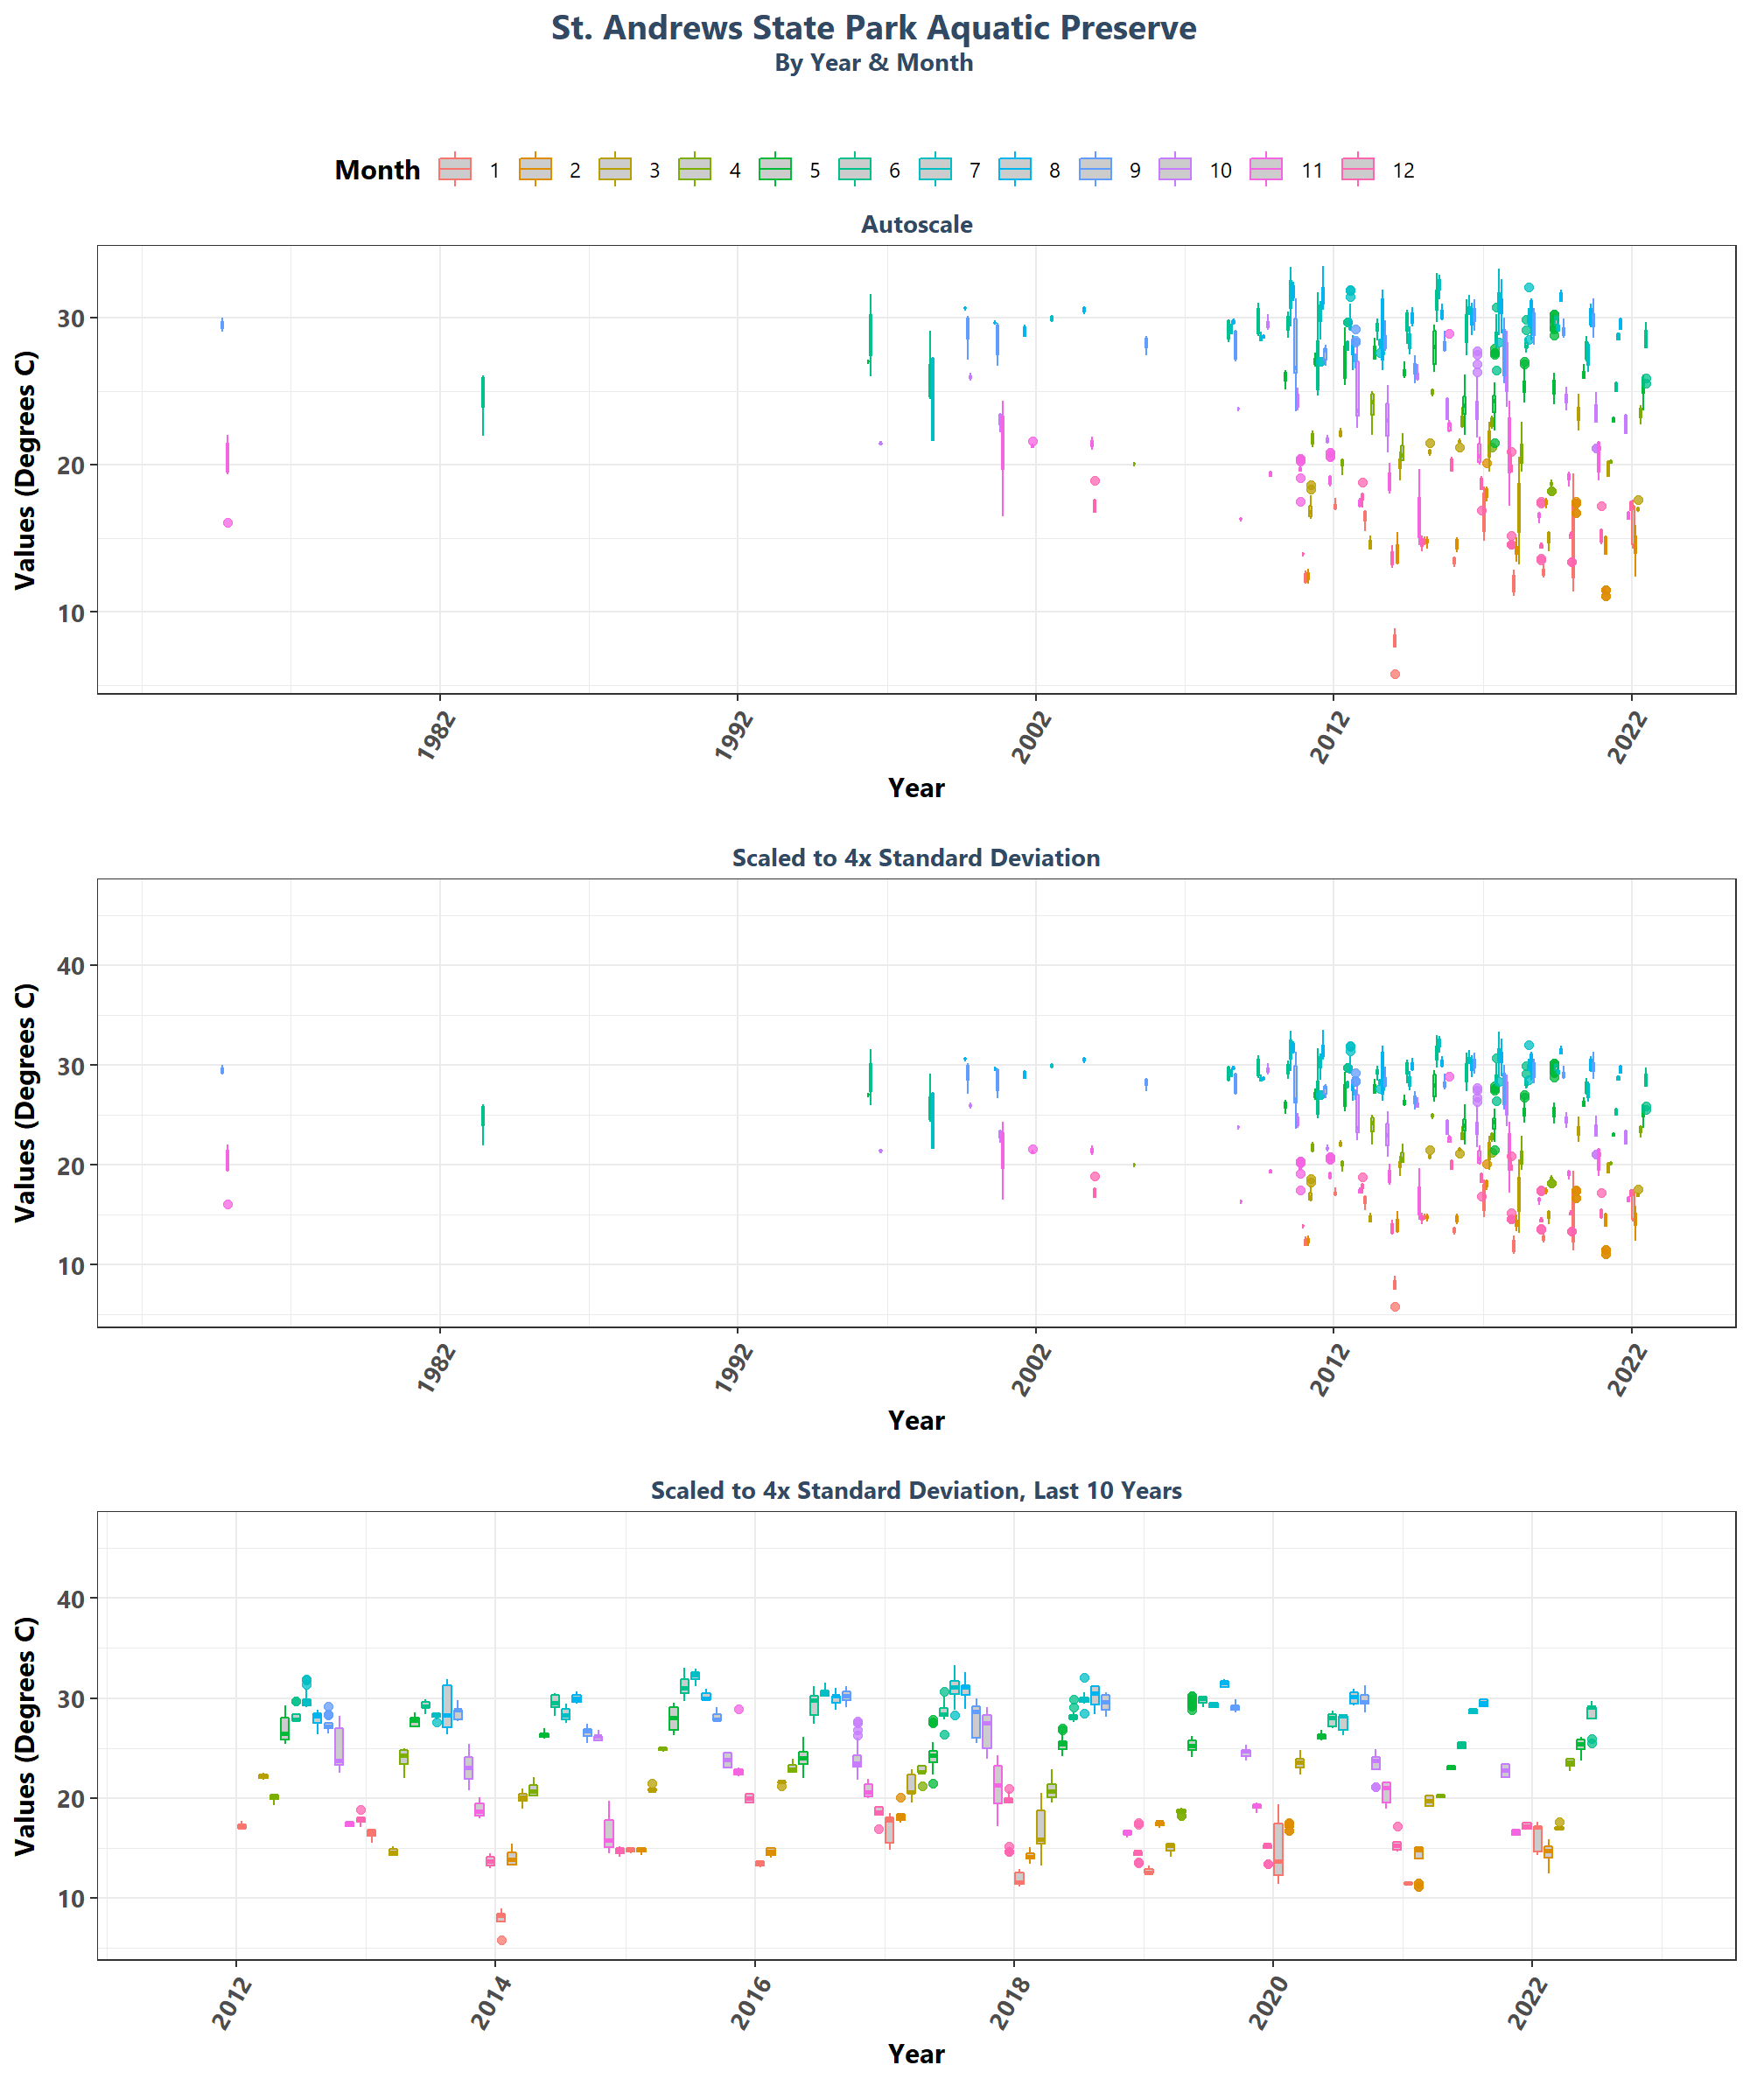 St. Andrews State Park Aquatic Preserve
By Year & Month
Month 1 2 3 4 5 6 7 8 9 10 11 12
Autoscale
Values (Degrees C)
30
20
10
1982 1992 2002 2012 2022
Year
Scaled to 4x Standard Deviation
Values (Degrees C)
40
30
20
10
1982 1992 2002 2012 2022
Year
Scaled to 4x Standard Deviation, Last 10 Years
Values (Degrees C)
40
30
20
10
2012 2014 2016 2018 2020 2022
Year